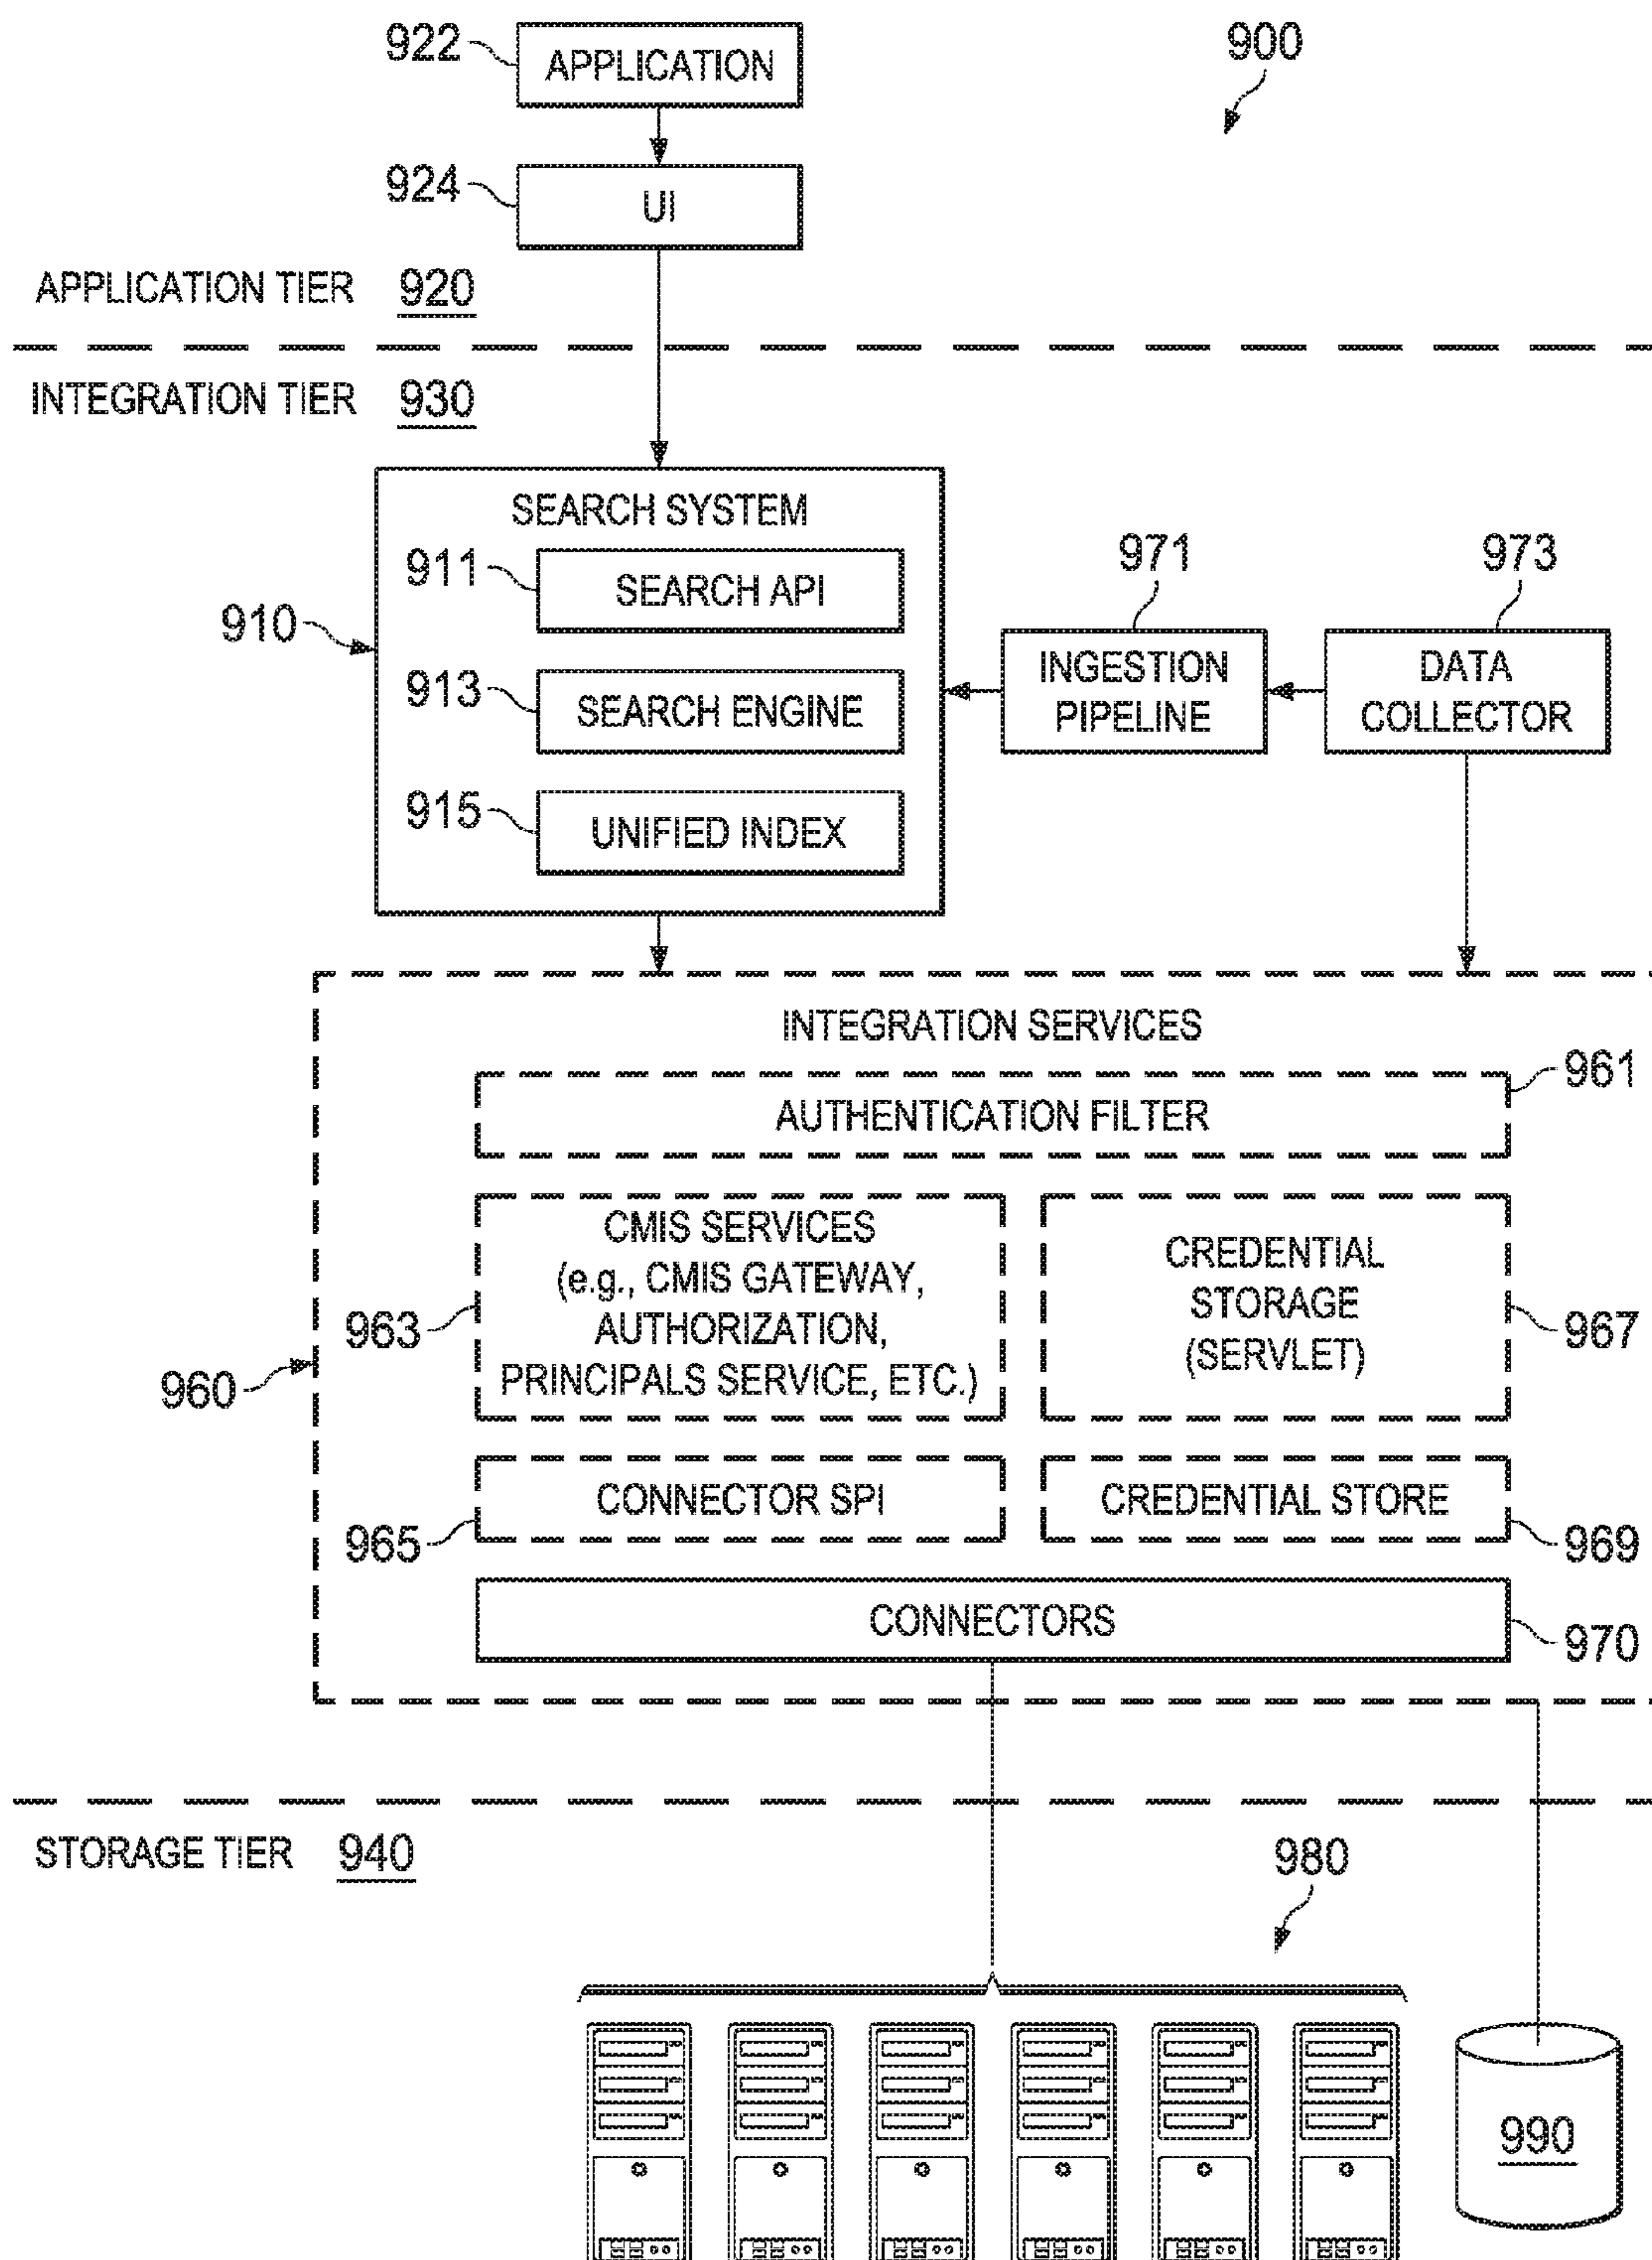 922
APPLICATION
900
924
UI
APPLICATION TIER 920
INTEGRATION TIER 930
SEARCH SYSTEM
911
SEARCH API
971
973
910
INGESTION
PIPELINE
DATA
COLLECTOR
913
SEARCH ENGINE
915
UNIFIED INDEX
INTEGRATION SERVICES
961
AUTHENTICATION FILTER
CMIS SERVICES
(e.g., CMIS GATEWAY,
AUTHORIZATION,
PRINCIPALS SERVICE, ETC.)
963
CREDENTIAL
STORAGE
(SERVLET)
967
960
CONNECTOR SPI
965
CREDENTIAL STORE
969
CONNECTORS
970
STORAGE TIER 940
980
990